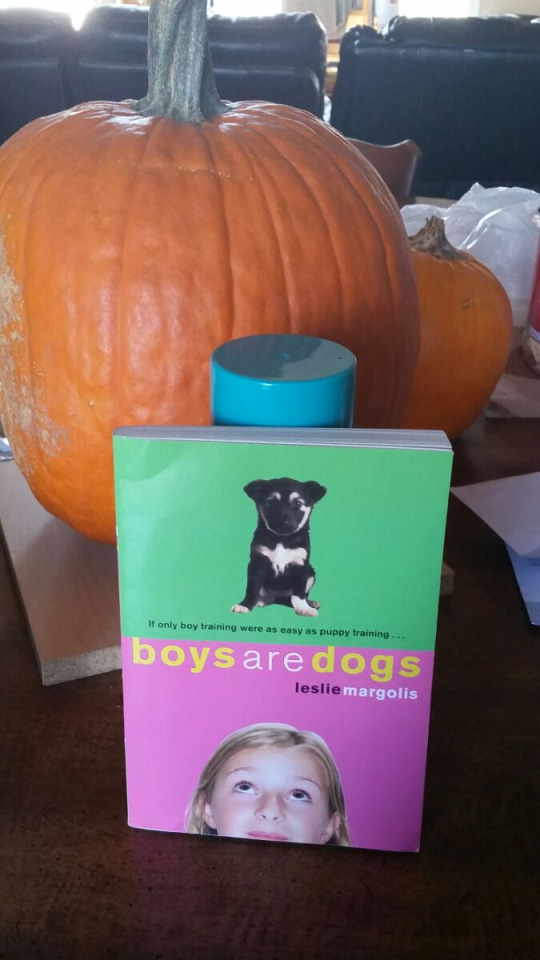 If only boy training were as easy as puppy training . . .
boys are dogs
leslie margolis